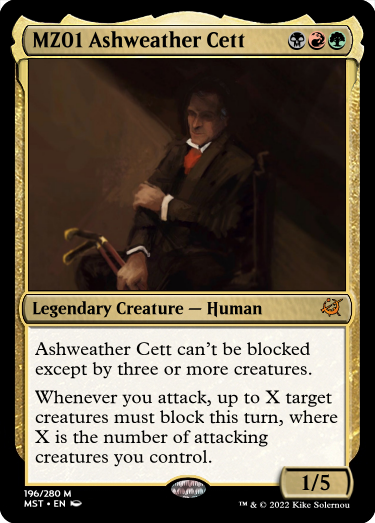 MZ01 Ashweather Cett
Legendary Creature — Human
Ashweather Cett can't be blocked
except by three or more creatures.
Whenever you attack, up to X target
creatures must block this turn, where
X is the number of attacking
creatures you control.
1/5
196/280 M
MST • EN Kike Solernou
™ & © 2022 Kike Solernou